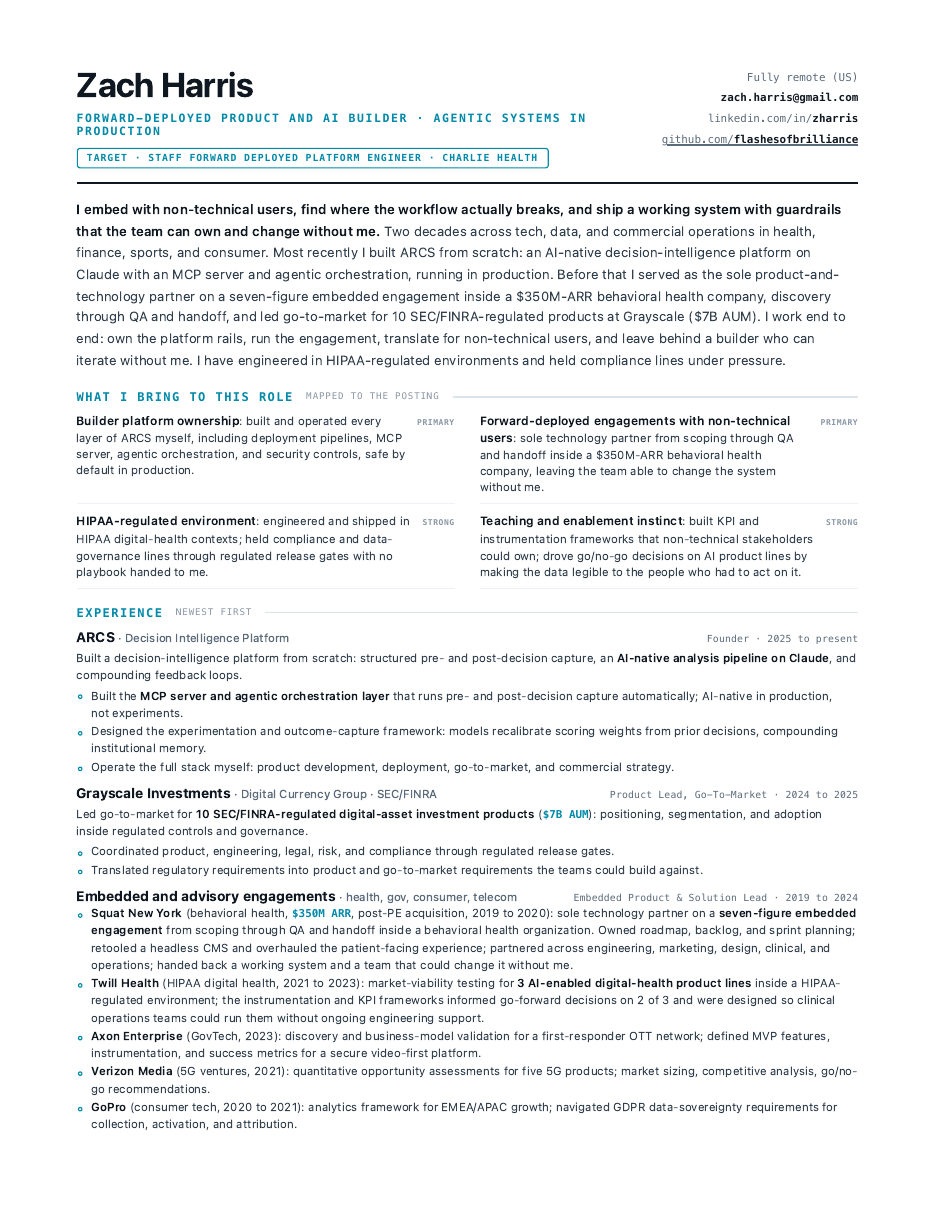 Zach Harris
FORWARD-DEPLOYED PRODUCT AND AI BUILDER · AGENTIC SYSTEMS IN
PRODUCTION
TARGET · STAFF FORWARD DEPLOYED PLATFORM ENGINEER · CHARLIE HEALTH
Fully remote (US)
zach.harris@gmail.com
linkedin.com/in/zharris
github.com/flashesofbrilliance
I embed with non-technical users, find where the workflow actually breaks, and ship a working system with guardrails
that the team can own and change without me. Two decades across tech, data, and commercial operations in health,
finance, sports, and consumer. Most recently I built ARCS from scratch: an AI-native decision-intelligence platform on
Claude with an MCP server and agentic orchestration, running in production. Before that I served as the sole product-and-
technology partner on a seven-figure embedded engagement inside a $350M-ARR behavioral health company, discovery
through QA and handoff, and led go-to-market for 10 SEC/FINRA-regulated products at Grayscale ($7B AUM). I work end to
end: own the platform rails, run the engagement, translate for non-technical users, and leave behind a builder who can
iterate without me. I have engineered in HIPAA-regulated environments and held compliance lines under pressure.
WHAT I BRING TO THIS ROLE MAPPED TO THE POSTING
Builder platform ownership: built and operated every PRIMARY
layer of ARCS myself, including deployment pipelines, MCP
server, agentic orchestration, and security controls, safe by
default in production.
Forward-deployed engagements with non-technical PRIMARY
users: sole technology partner from scoping through QA
and handoff inside a $350M-ARR behavioral health
company, leaving the team able to change the system
without me.
HIPAA-regulated environment: engineered and shipped in STRONG
HIPAA digital-health contexts; held compliance and data-
governance lines through regulated release gates with no
playbook handed to me.
Teaching and enablement instinct: built KPI and STRONG
instrumentation frameworks that non-technical stakeholders
could own; drove go/no-go decisions on AI product lines by
making the data legible to the people who had to act on it.
EXPERIENCE NEWEST FIRST
ARCS · Decision Intelligence Platform Founder · 2025 to present
Built a decision-intelligence platform from scratch: structured pre- and post-decision capture, an AI-native analysis pipeline on Claude, and
compounding feedback loops.
Built the MCP server and agentic orchestration layer that runs pre- and post-decision capture automatically; AI-native in production,
not experiments.
Designed the experimentation and outcome-capture framework: models recalibrate scoring weights from prior decisions, compounding
institutional memory.
Operate the full stack myself: product development, deployment, go-to-market, and commercial strategy.
Grayscale Investments · Digital Currency Group · SEC/FINRA Product Lead, Go-To-Market · 2024 to 2025
Led go-to-market for 10 SEC/FINRA-regulated digital-asset investment products ($7B AUM): positioning, segmentation, and adoption
inside regulated controls and governance.
Coordinated product, engineering, legal, risk, and compliance through regulated release gates.
Translated regulatory requirements into product and go-to-market requirements the teams could build against.
Embedded and advisory engagements · health, gov, consumer, telecom Embedded Product & Solution Lead · 2019 to 2024
Squat New York (behavioral health, $350M ARR, post-PE acquisition, 2019 to 2020): sole technology partner on a seven-figure embedded
engagement from scoping through QA and handoff inside a behavioral health organization. Owned roadmap, backlog, and sprint planning;
retooled a headless CMS and overhauled the patient-facing experience; partnered across engineering, marketing, design, clinical, and
operations; handed back a working system and a team that could change it without me.
Twill Health (HIPAA digital health, 2021 to 2023): market-viability testing for 3 AI-enabled digital-health product lines inside a HIPAA-
regulated environment; the instrumentation and KPI frameworks informed go-forward decisions on 2 of 3 and were designed so clinical
operations teams could run them without ongoing engineering support.
Axon Enterprise (GovTech, 2023): discovery and business-model validation for a first-responder OTT network; defined MVP features,
instrumentation, and success metrics for a secure video-first platform.
Verizon Media (5G ventures, 2021): quantitative opportunity assessments for five 5G products; market sizing, competitive analysis, go/no-
go recommendations.
GoPro (consumer tech, 2020 to 2021): analytics framework for EMEA/APAC growth; navigated GDPR data-sovereignty requirements for
collection, activation, and attribution.